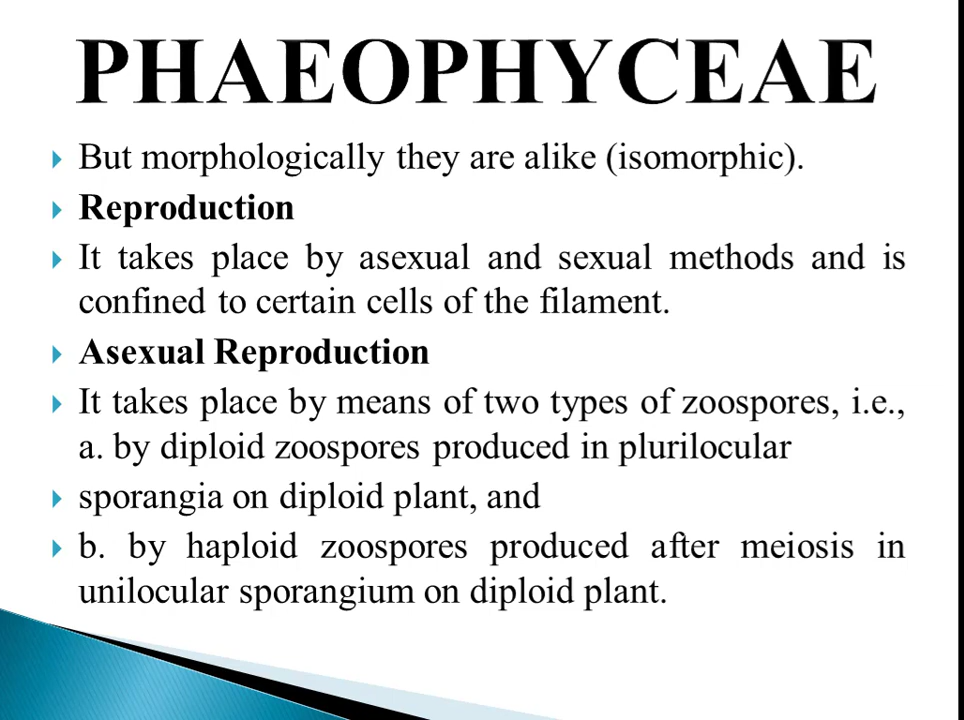 PHAEOPHYCEAE
But morphologically they are alike (isomorphic).
Reproduction
It takes place by asexual and sexual methods and is
confined to certain cells of the filament.
Asexual Reproduction
It takes place by means of two types of zoospores, i.e.,
a. by diploid zoospores produced in plurilocular
sporangia on diploid plant, and
b. by haploid zoospores produced after meiosis in
unilocular sporangium on diploid plant.